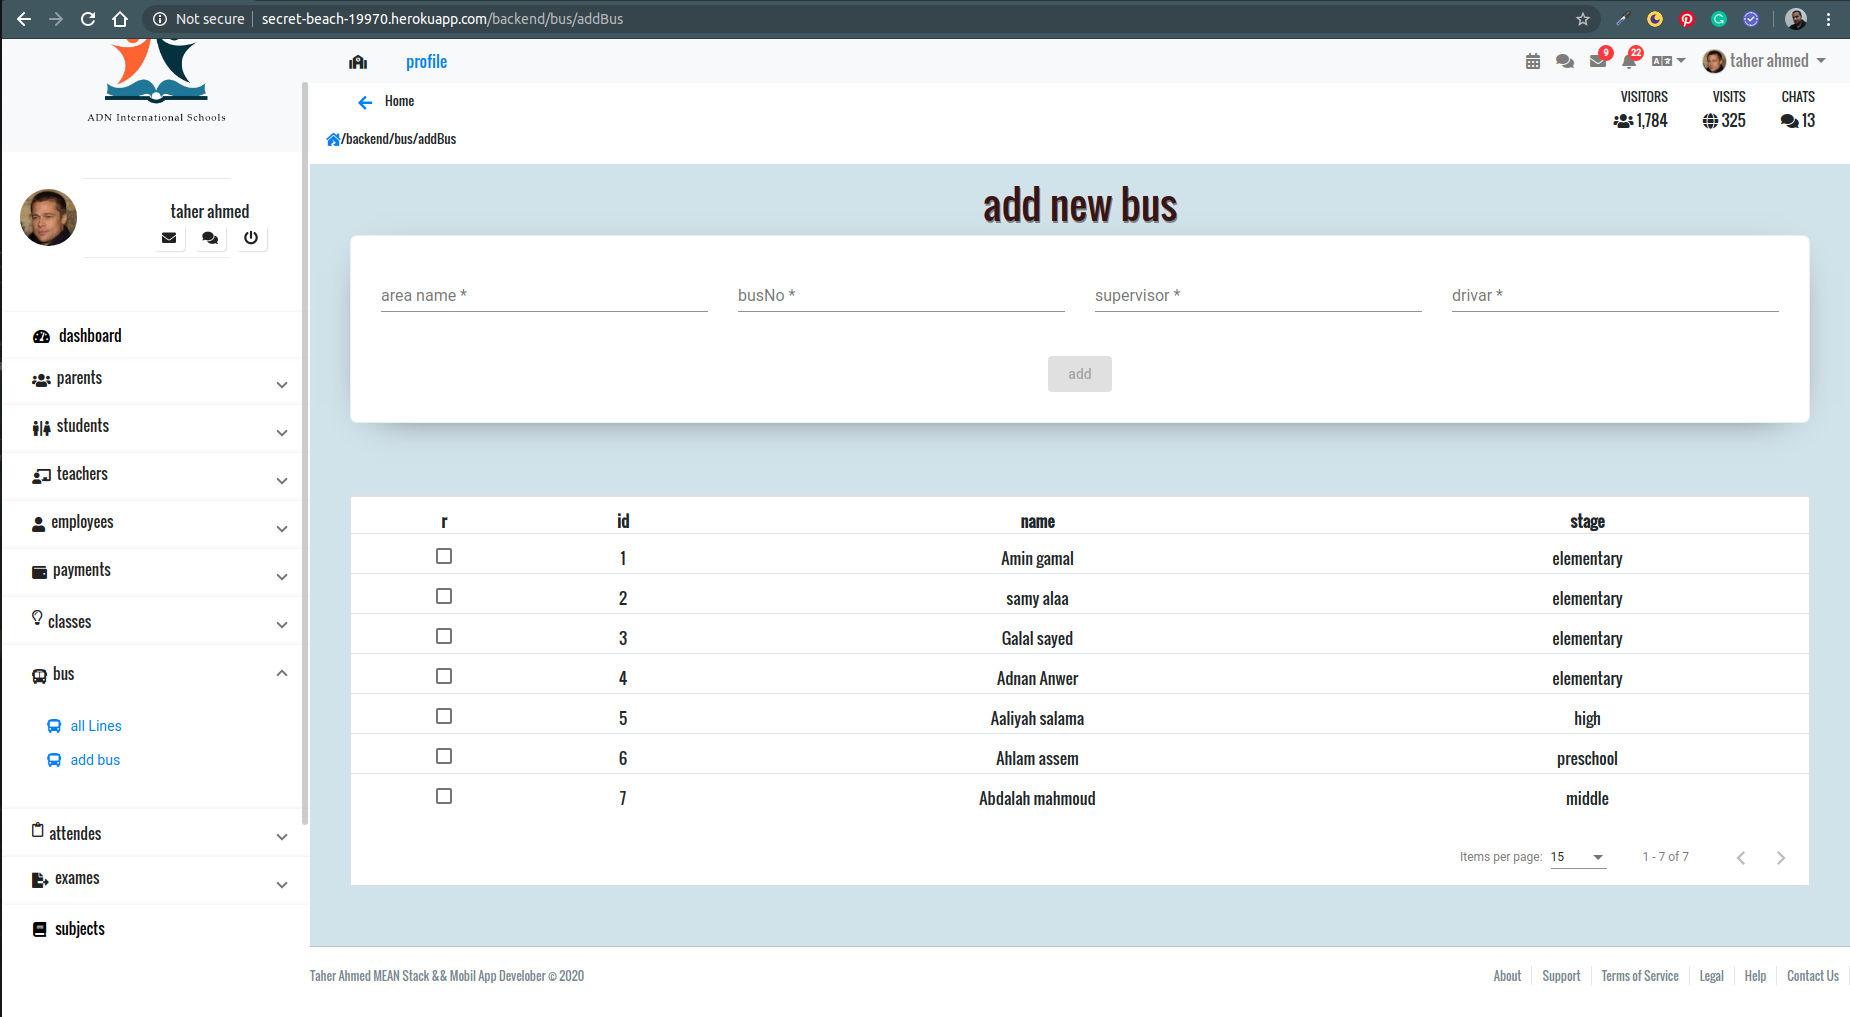 Not secure secret-beach-19970.herokuapp.com/backend/bus/addBus
ADN International Schools
profile
9
22
taher ahmed
Home
VISITORS VISITS CHATS
1,784 325 13
/backend/bus/addBus
taher ahmed
dashboard
parents
students
teachers
employees
payments
classes
bus
all Lines
add bus
attendes
exames
subjects
add new bus
area name * busNo * supervisor * drivar *
add
r id name stage
1 Amin gamal elementary
2 samy alaa elementary
3 Galal sayed elementary
4 Adnan Anwer elementary
5 Aaliyah salama high
6 Ahlam assem preschool
7 Abdalah mahmoud middle
Items per page: 15 1 - 7 of 7
Taher Ahmed MEAN Stack && Mobil App Develober © 2020
About Support Terms of Service Legal Help Contact Us